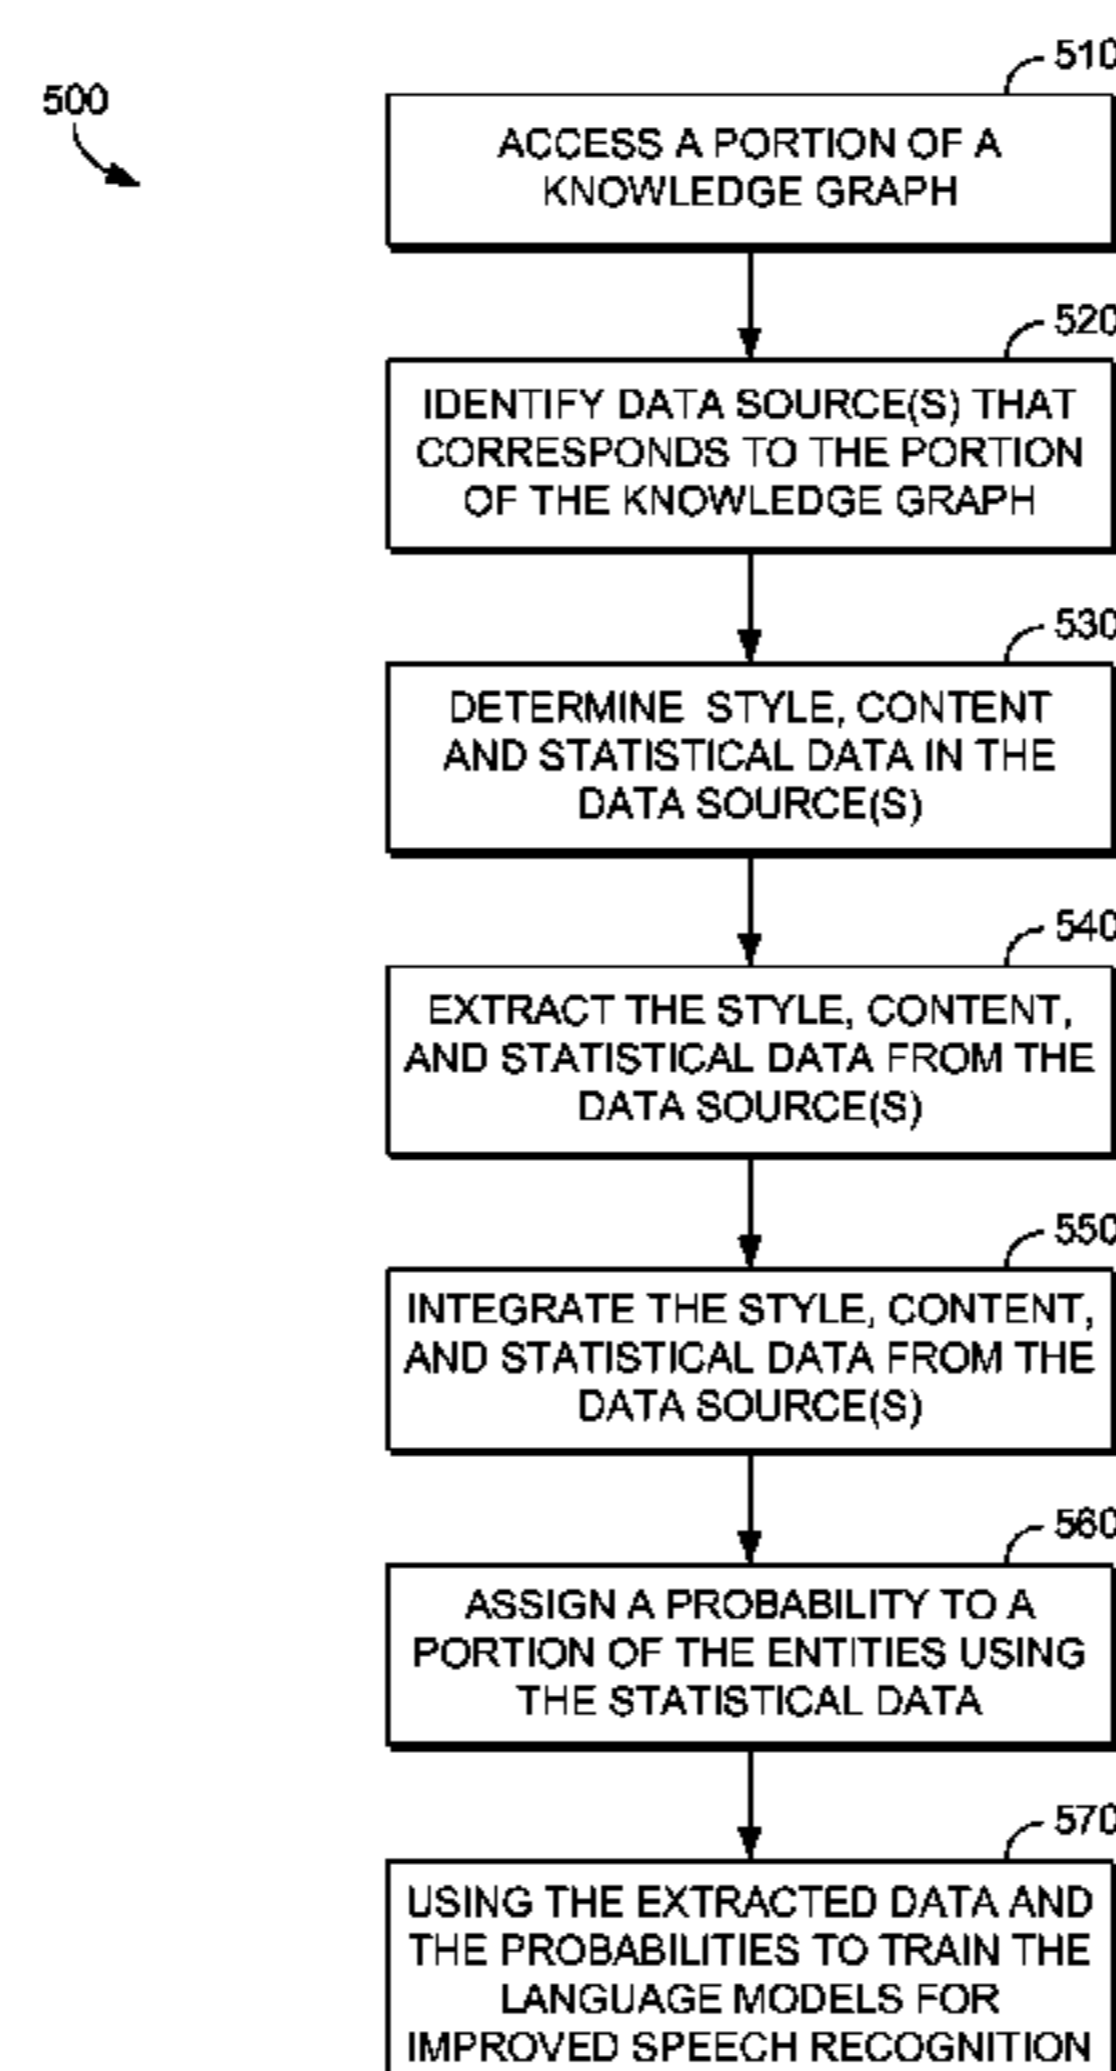 500
510
ACCESS A PORTION OF A
KNOWLEDGE GRAPH
520
IDENTIFY DATA SOURCE(S) THAT
CORRESPONDS TO THE PORTION
OF THE KNOWLEDGE GRAPH
530
DETERMINE STYLE, CONTENT
AND STATISTICAL DATA IN THE
DATA SOURCE(S)
540
EXTRACT THE STYLE, CONTENT,
AND STATISTICAL DATA FROM THE
DATA SOURCE(S)
550
INTEGRATE THE STYLE, CONTENT,
AND STATISTICAL DATA FROM THE
DATA SOURCE(S)
560
ASSIGN A PROBABILITY TO A
PORTION OF THE ENTITIES USING
THE STATISTICAL DATA
570
USING THE EXTRACTED DATA AND
THE PROBABILITIES TO TRAIN THE
LANGUAGE MODELS FOR
IMPROVED SPEECH RECOGNITION